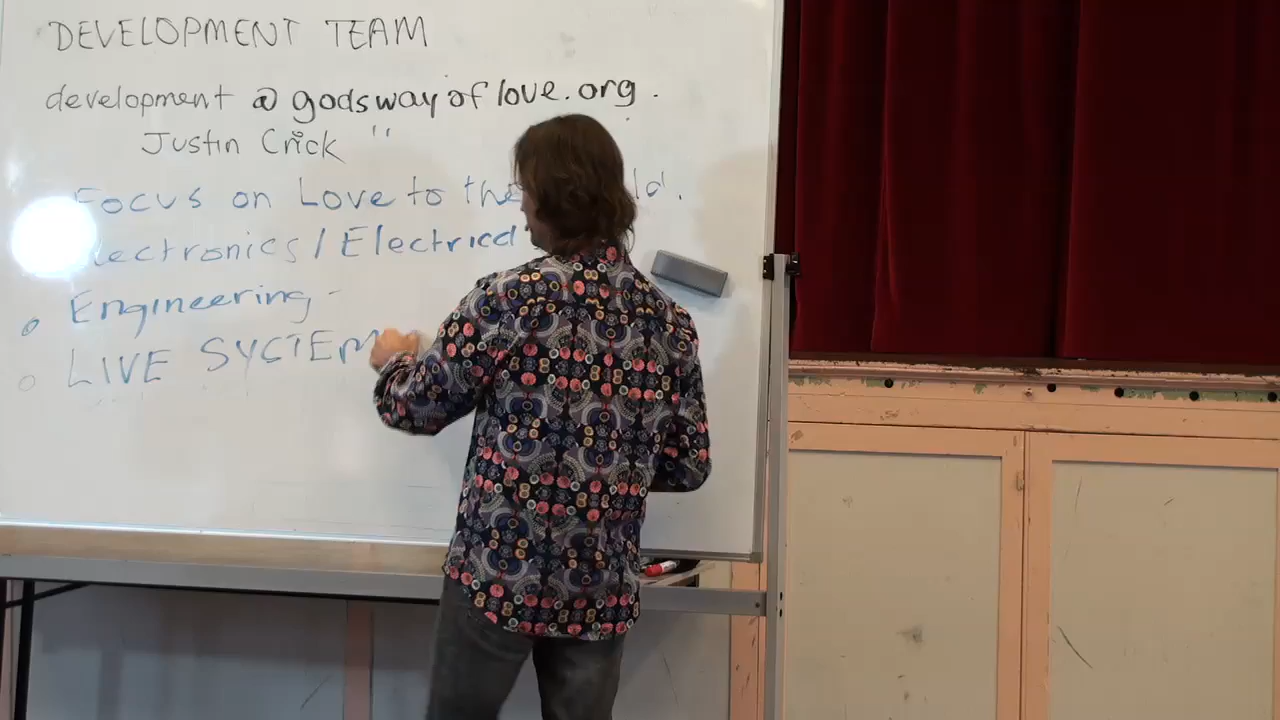 DEVELOPMENT TEAM
development @ godswayoflove.org.
Justin Crick "
Focus on Love to the
Electronics / Electrical
Engineering -
LIVE SYSTEM